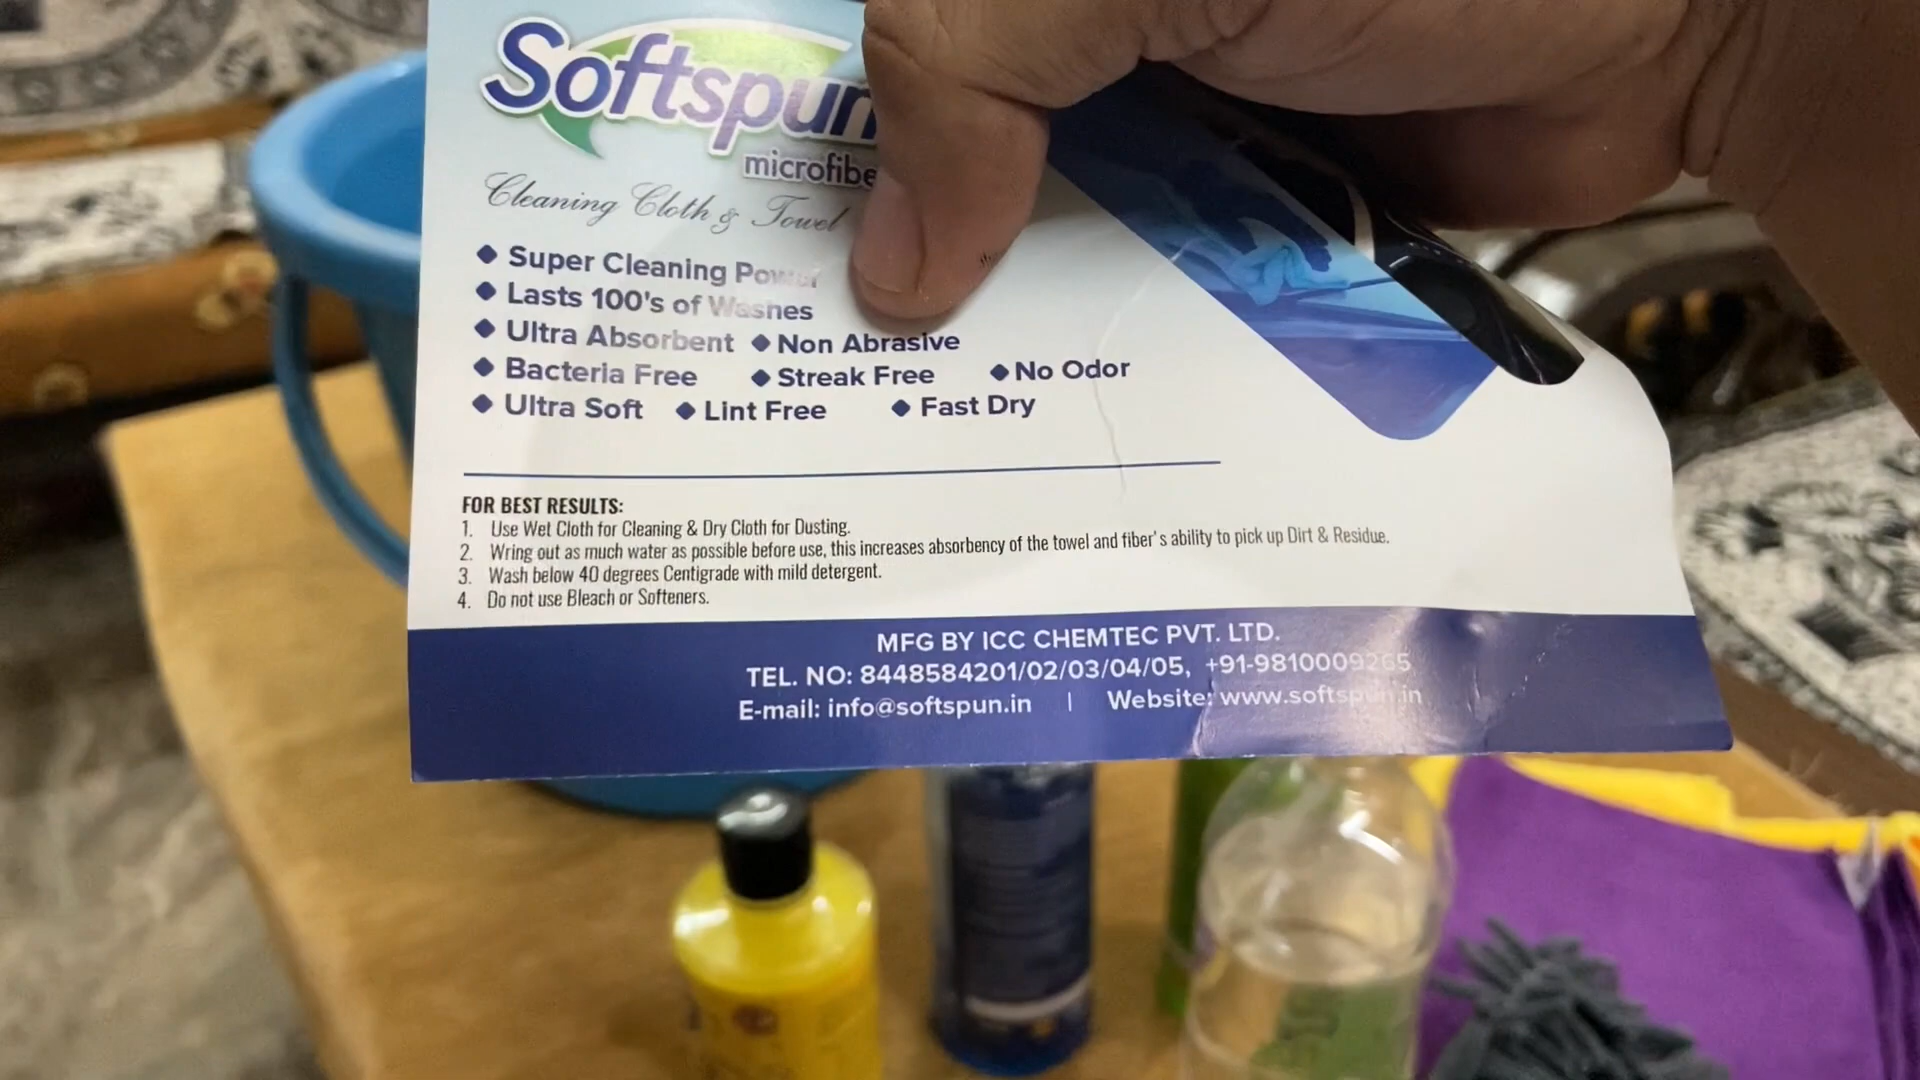 Softspun
microfibe
Cleaning Cloth & Towel
◆ Super Cleaning Power
◆ Lasts 100's of Washes
◆ Ultra Absorbent ◆ Non Abrasive
◆ Bacteria Free ◆ Streak Free ◆ No Odor
◆ Ultra Soft ◆ Lint Free ◆ Fast Dry
FOR BEST RESULTS:
1. Use Wet Cloth for Cleaning & Dry Cloth for Dusting.
2. Wring out as much water as possible before use, this increases absorbency of the towel and fiber's ability to pick up Dirt & Residue.
3. Wash below 40 degrees Centigrade with mild detergent.
4. Do not use Bleach or Softeners.
MFG BY ICC CHEMTEC PVT. LTD.
TEL. NO: 8448584201/02/03/04/05, +91-9810009265
E-mail: info@softspun.in | Website: www.softspun.in